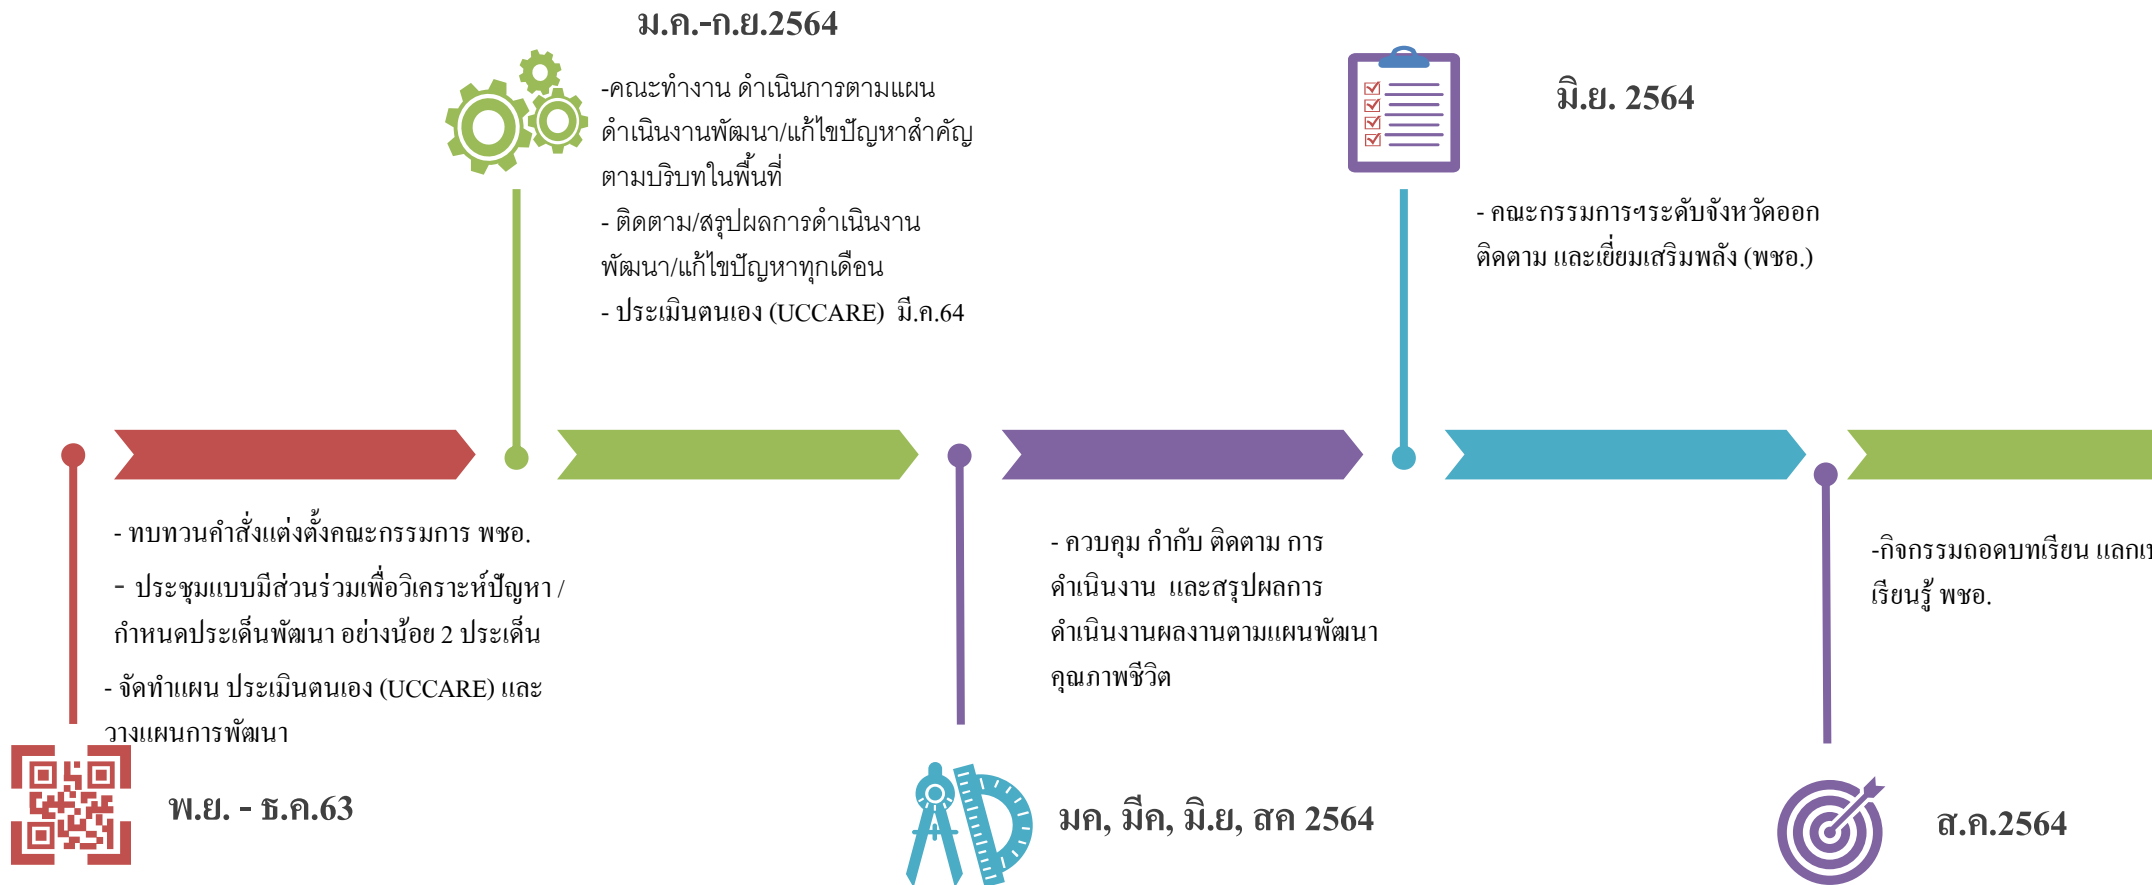 ม.ค.-ก.ย.2564
-คณะทำงาน ดำเนินการตามแผน
ดำเนินงานพัฒนา/แก้ไขปัญหาสำคัญ
ตามบริบทในพื้นที่
- ติดตาม/สรุปผลการดำเนินงาน
พัฒนา/แก้ไขปัญหาทุกเดือน
- ประเมินตนเอง (UCCARE) มี.ค.64
มิ.ย. 2564
- คณะกรรมการฯระดับจังหวัดออก
ติดตาม และเยี่ยมเสริมพลัง (พชอ.)
- ทบทวนคำสั่งแต่งตั้งคณะกรรมการ พชอ.
- ประชุมแบบมีส่วนร่วมเพื่อวิเคราะห์ปัญหา /
กำหนดประเด็นพัฒนา อย่างน้อย 2 ประเด็น
- จัดทำแผน ประเมินตนเอง (UCCARE) และ
วางแผนการพัฒนา
พ.ย. - ธ.ค.63
- ควบคุม กำกับ ติดตาม การ
ดำเนินงาน และสรุปผลการ
ดำเนินงานผลงานตามแผนพัฒนา
คุณภาพชีวิต
มค, มีค, มิ.ย, สค 2564
-กิจกรรมถอดบทเรียน
เรียนรู้ พชอ.
ส.ค.2564